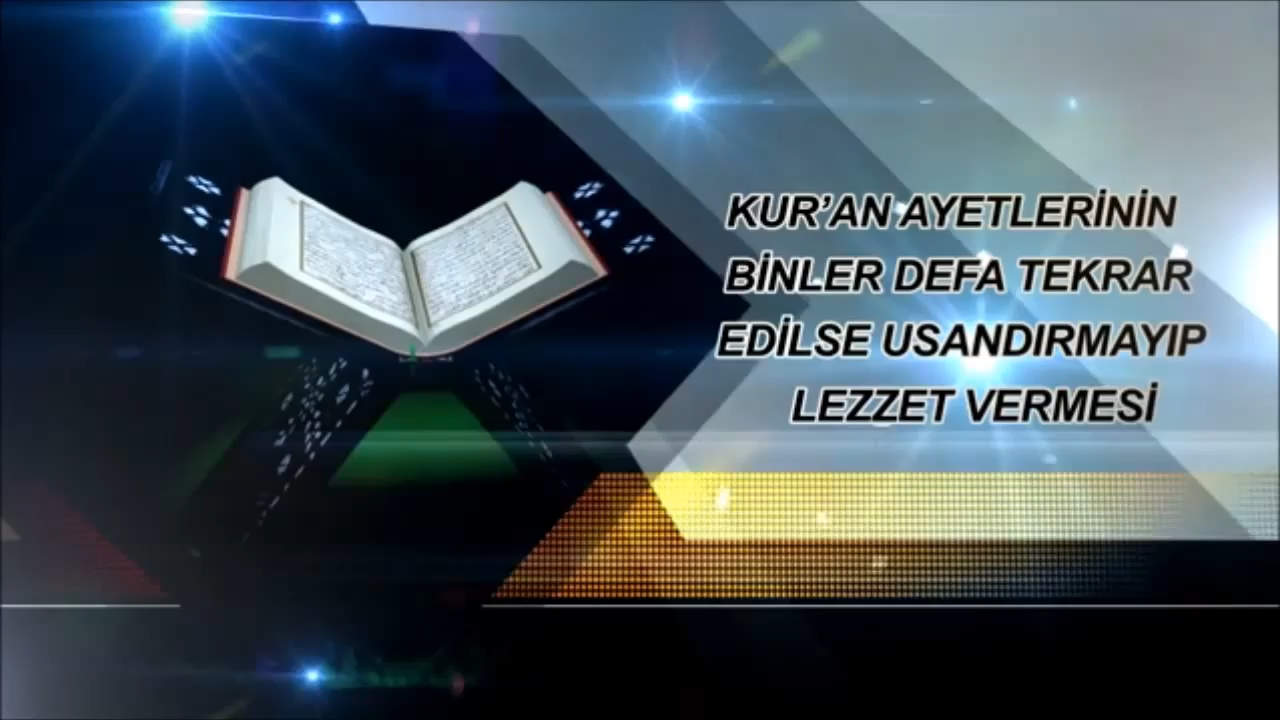 KUR’AN AYETLERİNİN
BİNLER DEFA TEKRAR
EDİLSE USANDIRMAYIP
LEZZET VERMESİ